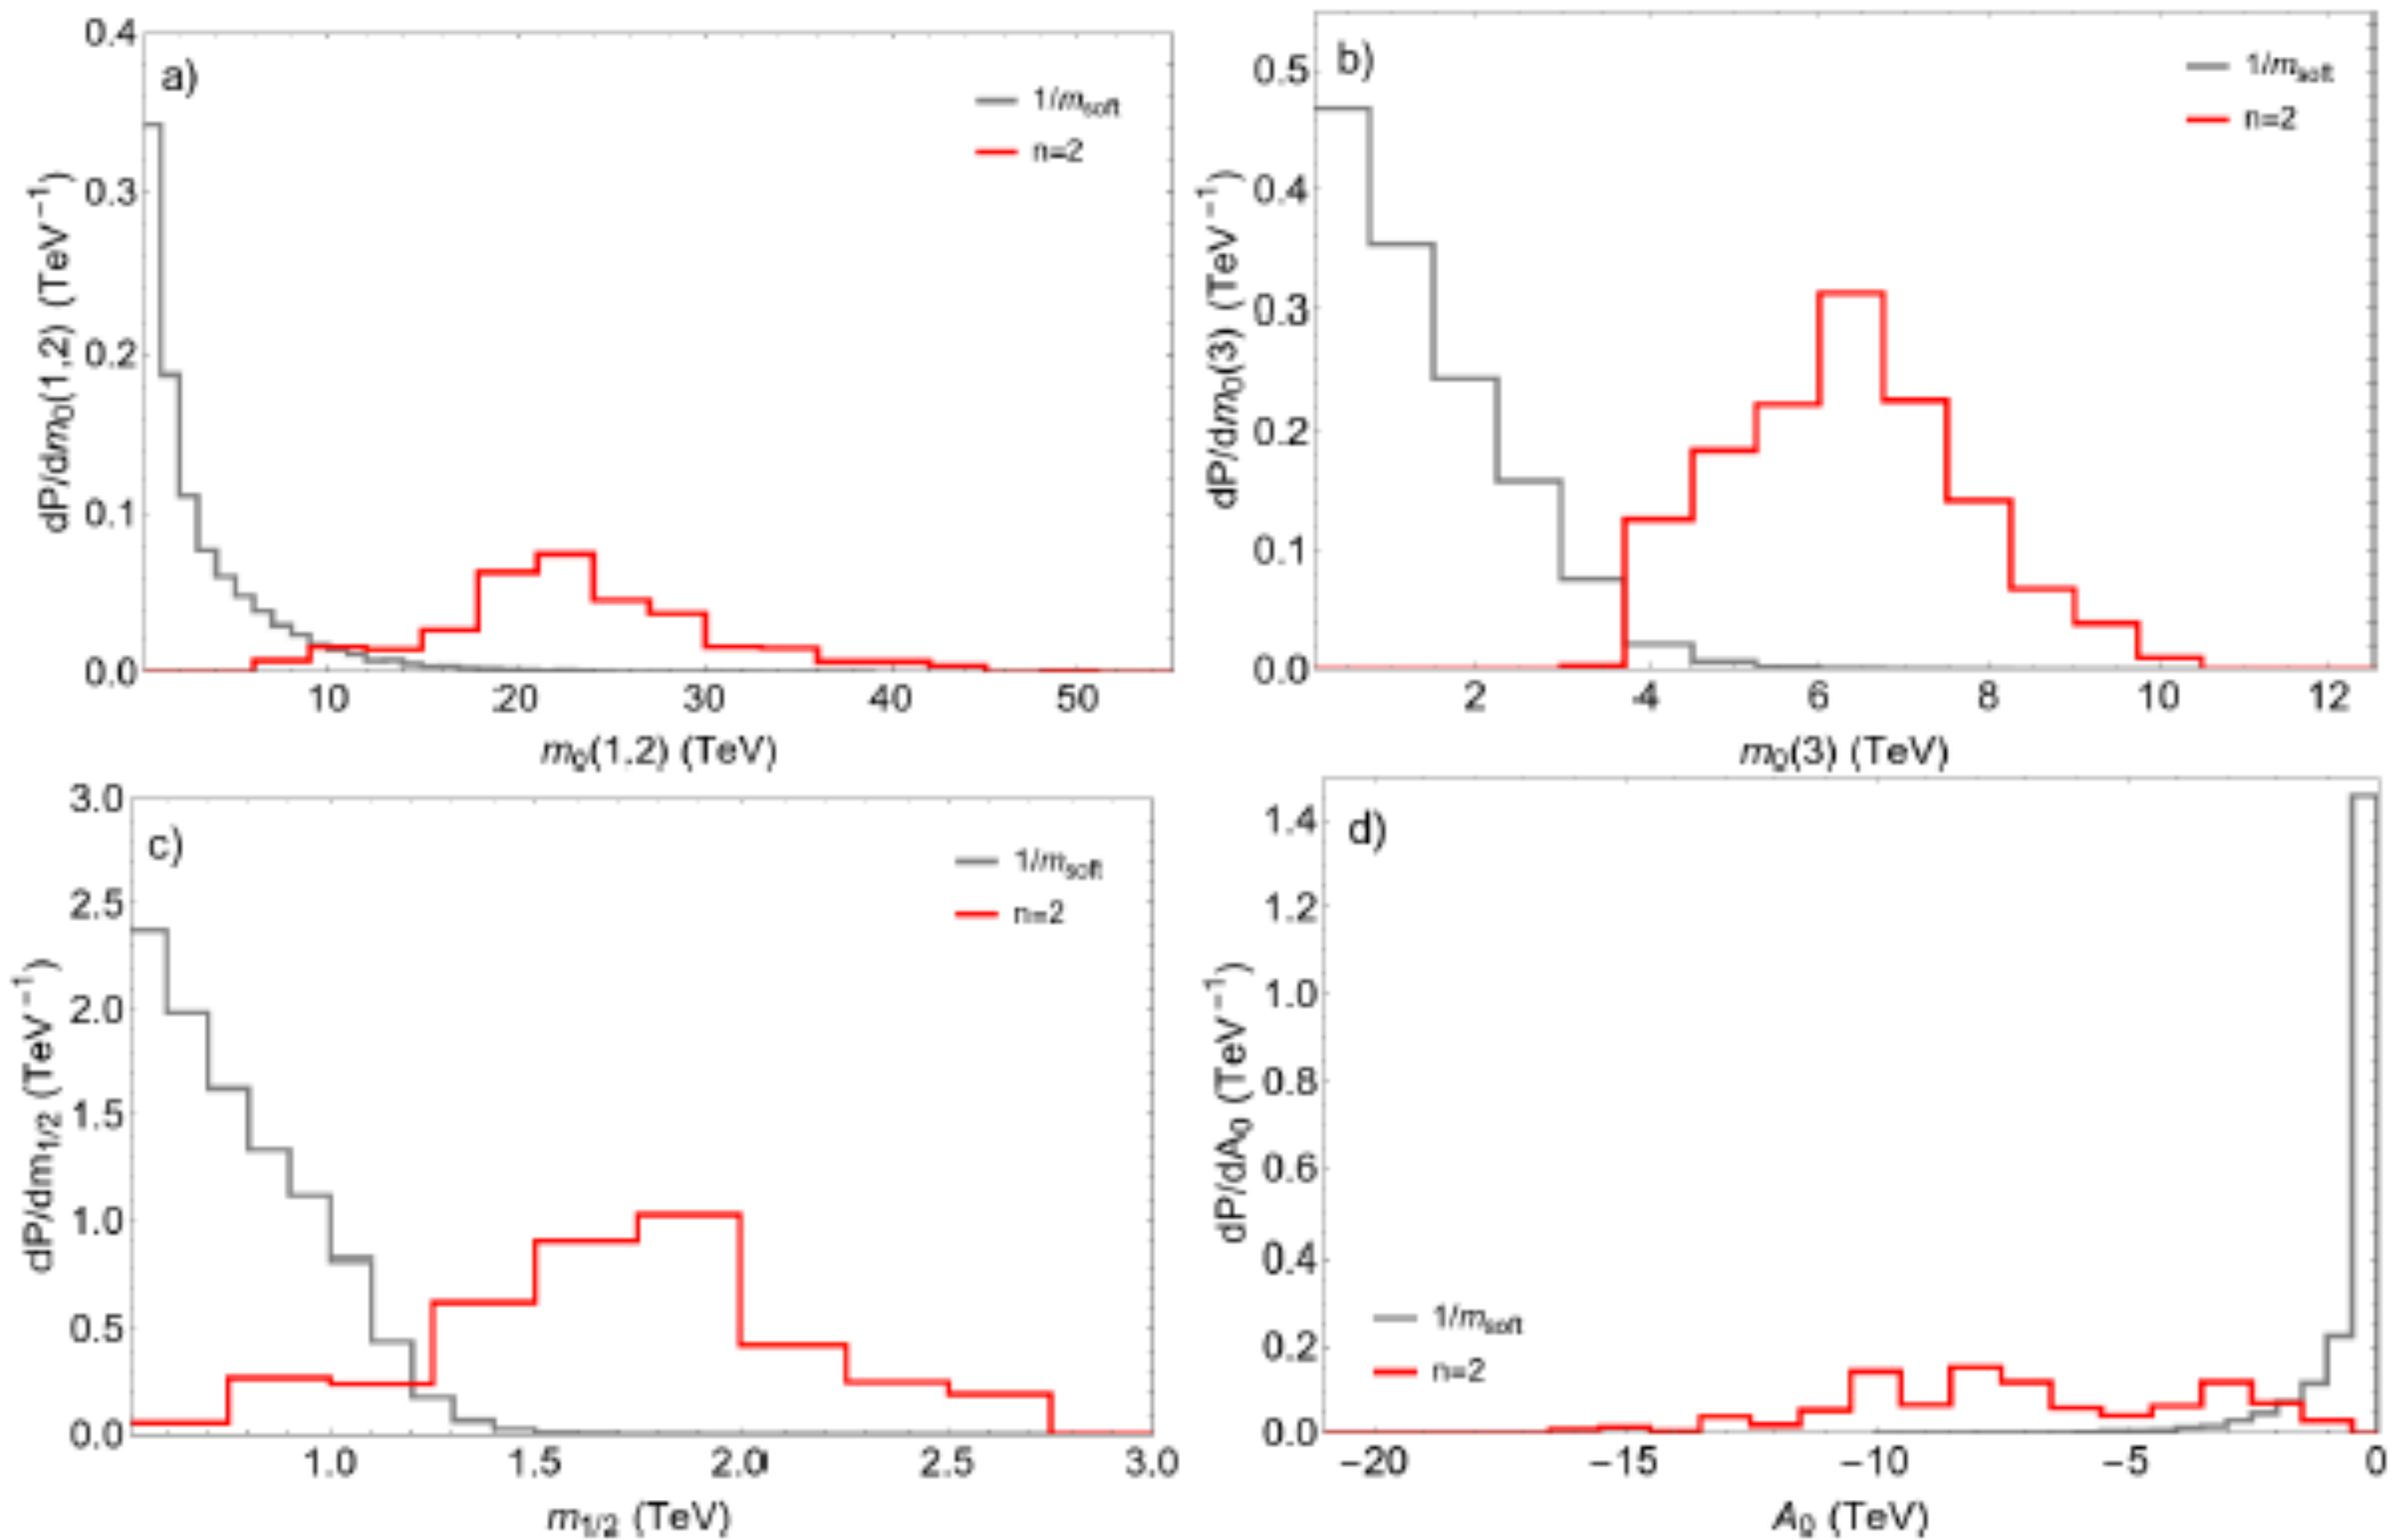 a)
1/m_soft
n=2
0.4
0.3
0.2
0.1
0.0
dP/dm₀(1,2) (TeV⁻¹)
10
20
30
40
50
m₀(1,2) (TeV)
b)
1/m_soft
n=2
0.5
0.4
0.3
0.2
0.1
0.0
dP/dm₀(3) (TeV⁻¹)
2
4
6
8
10
12
m₀(3) (TeV)
c)
1/m_soft
n=2
3.0
2.5
2.0
1.5
1.0
0.5
0.0
dP/dm₁/₂ (TeV⁻¹)
1.0
1.5
2.0
2.5
3.0
m₁/₂ (TeV)
d)
1/m_soft
n=2
1.4
1.2
1.0
0.8
0.6
0.4
0.2
0.0
dP/dA₀ (TeV⁻¹)
−20
−15
−10
−5
0
A₀ (TeV)